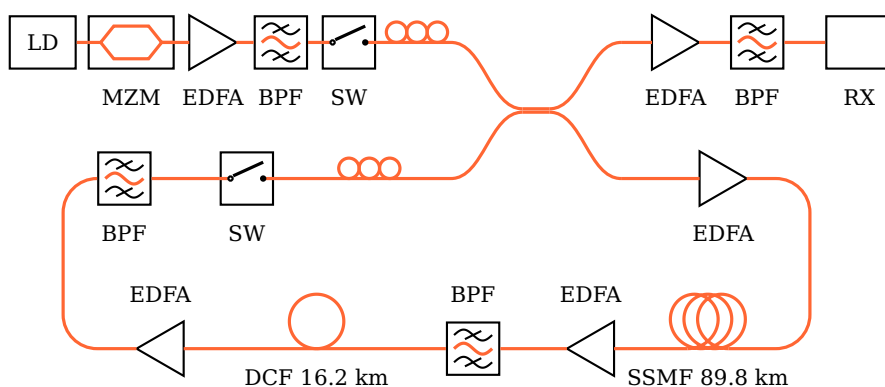 LD
MZM
EDFA
BPF
SW
EDFA
BPF
RX
BPF
SW
EDFA
EDFA
BPF
EDFA
DCF 16.2 km
SSMF 89.8 km